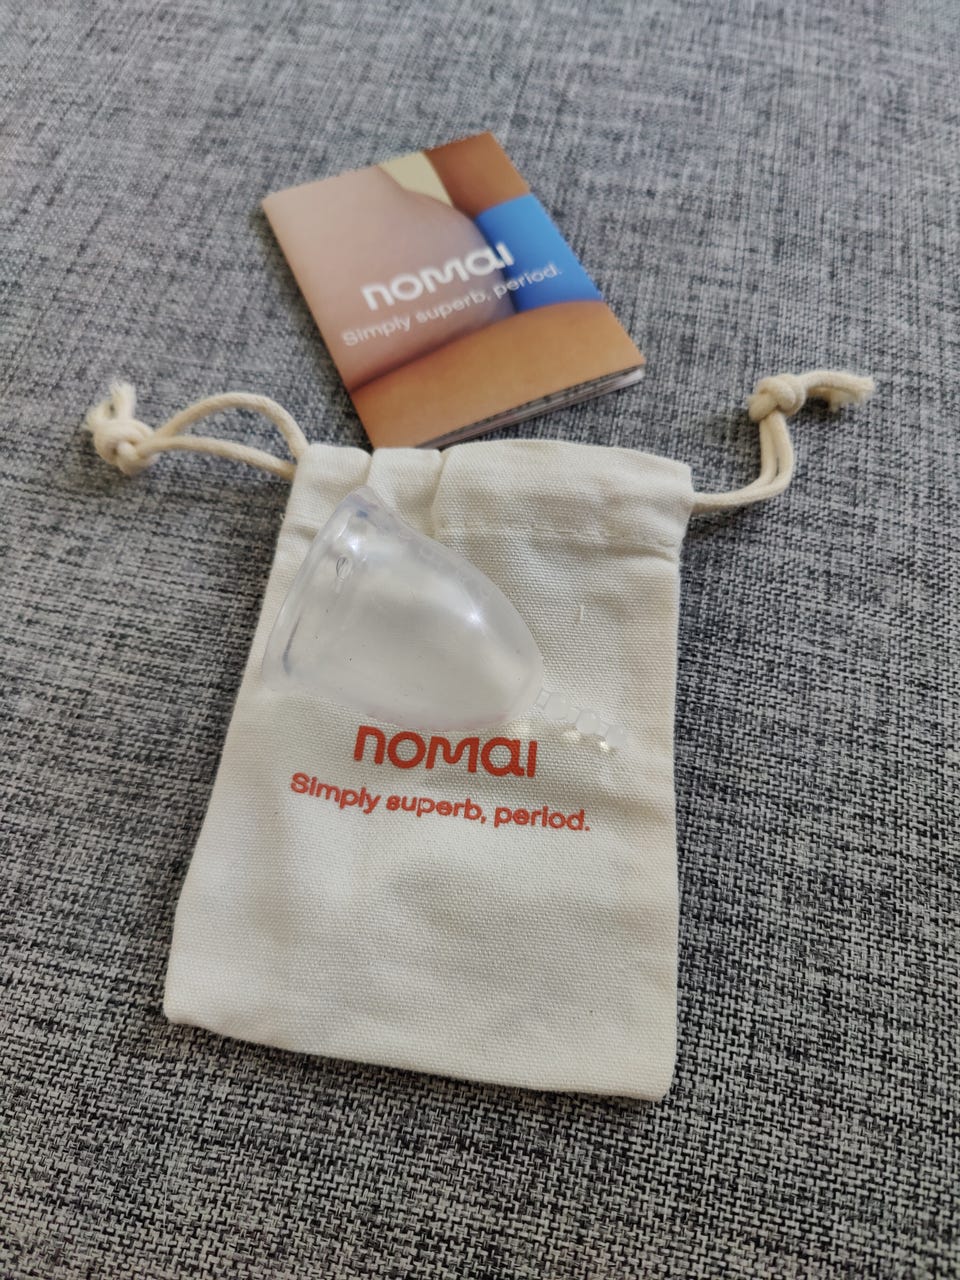 nomai
Simply superb, period.
nomai
Simply superb, period.